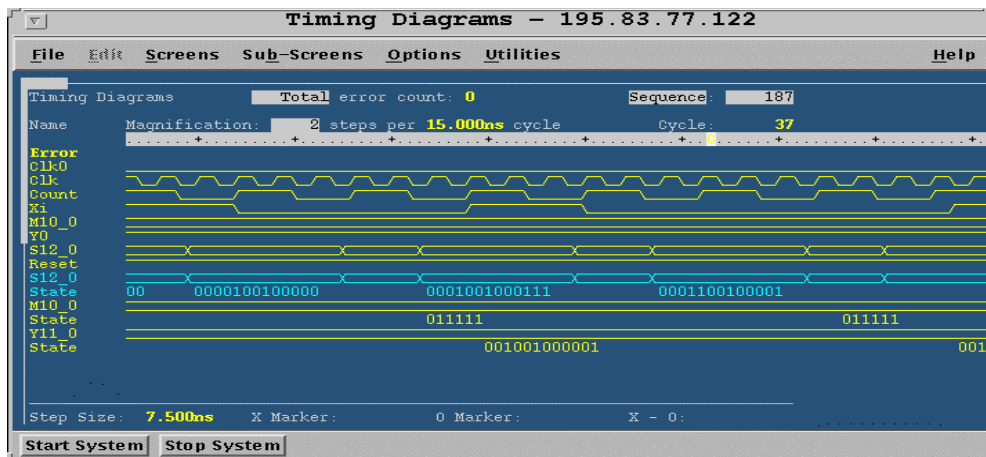 Timing Diagrams – 195.83.77.122
File Edit Screens Sub-Screens Options Utilities Help
Timing Diagrams Total error count: 0 Sequence: 187
Name Magnification: 2 steps per 15.000ns cycle Cycle: 37
Error
Clk0
Clk
Count
Xi
M10_0
Y0
S12_0
Reset
S12_0
State 00 0000100100000 0001001000111 0001100100001
M10_0
State 011111 011111
Y11_0
State 001001000001 001
Step Size: 7.500ns X Marker: O Marker: X - O:
Start System Stop System